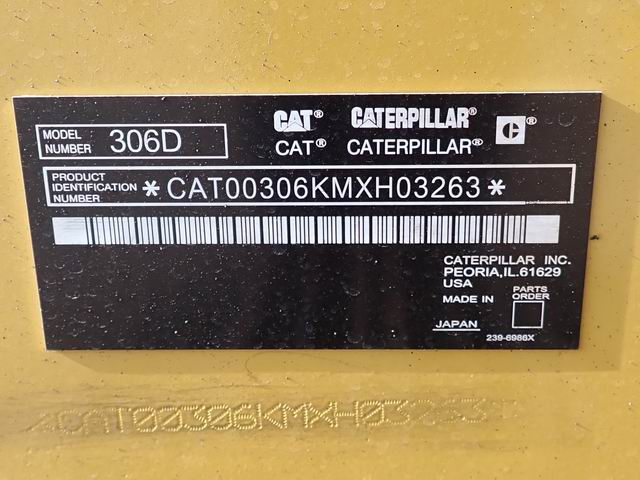 CAT® CATERPILLAR® C®
MODEL NUMBER 306D CAT® CATERPILLAR®
PRODUCT IDENTIFICATION NUMBER *CAT00306KMXH03263*
CATERPILLAR INC.
PEORIA,IL.61629
USA
PARTS ORDER
MADE IN
JAPAN
239-6986X
*CAT00306KMXH03263*